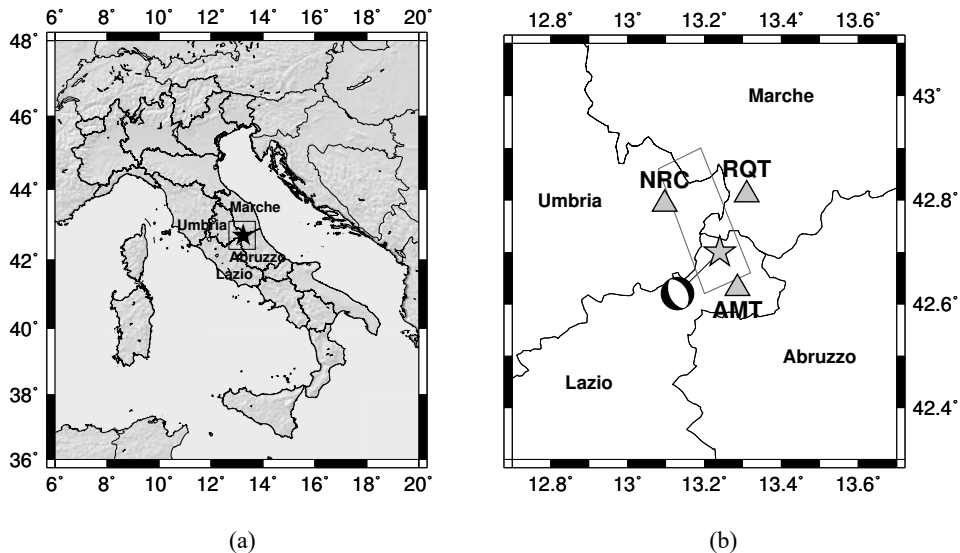 6˚ 8˚ 10˚ 12˚ 14˚ 16˚ 18˚ 20˚
48˚
46˚
44˚
42˚
40˚
38˚
36˚
Marche
Umbria
Abruzzo
Lazio
6˚ 8˚ 10˚ 12˚ 14˚ 16˚ 18˚ 20˚
(a)
12.8˚ 13˚ 13.2˚ 13.4˚ 13.6˚
43˚
42.8˚
42.6˚
42.4˚
Marche
NRC
RQT
Umbria
AMT
Abruzzo
Lazio
12.8˚ 13˚ 13.2˚ 13.4˚ 13.6˚
(b)